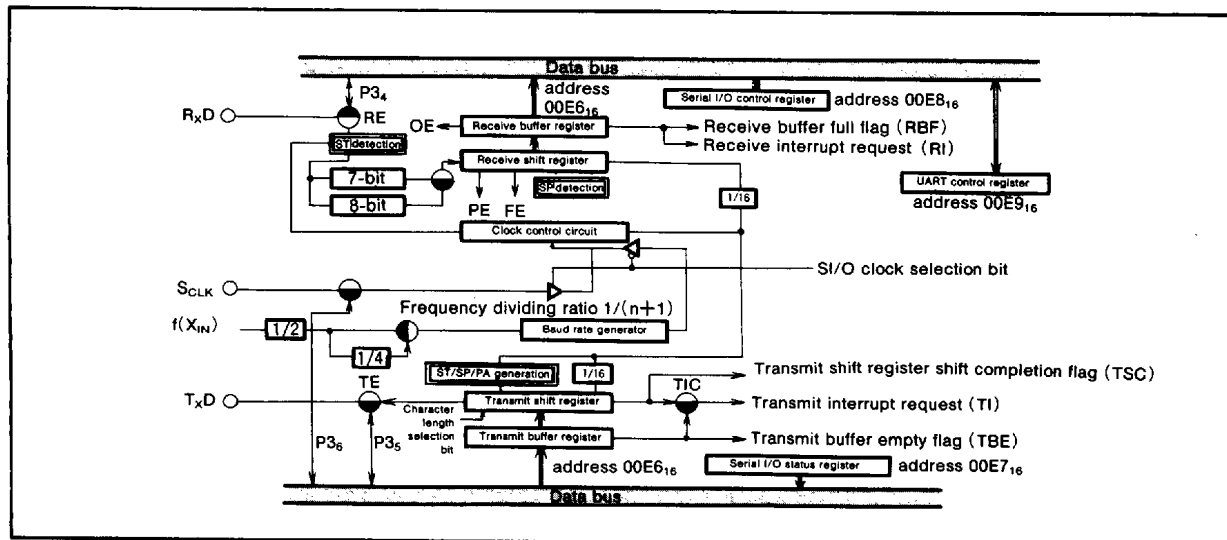 Data bus
address
00E6₁₆
P3₄
Serial I/O control register
address 00E8₁₆
RₓD
RE
OE
Receive buffer register
Receive buffer full flag (RBF)
Receive interrupt request (RI)
ST detection
Receive shift register
7-bit
SP detection
8-bit
PE
FE
1/16
UART control register
address 00E9₁₆
Clock control circuit
SI/O clock selection bit
S_CLK
Frequency dividing ratio 1/(n+1)
f(X_IN)
1/2
Baud rate generator
1/4
ST/SP/PA generation
1/16
Transmit shift register shift completion flag (TSC)
TE
TIC
TₓD
Transmit shift register
Transmit interrupt request (TI)
Character
length
selection
bit
P3₆
P3₅
Transmit buffer register
Transmit buffer empty flag (TBE)
address 00E6₁₆
Serial I/O status register
address 00E7₁₆
Data bus